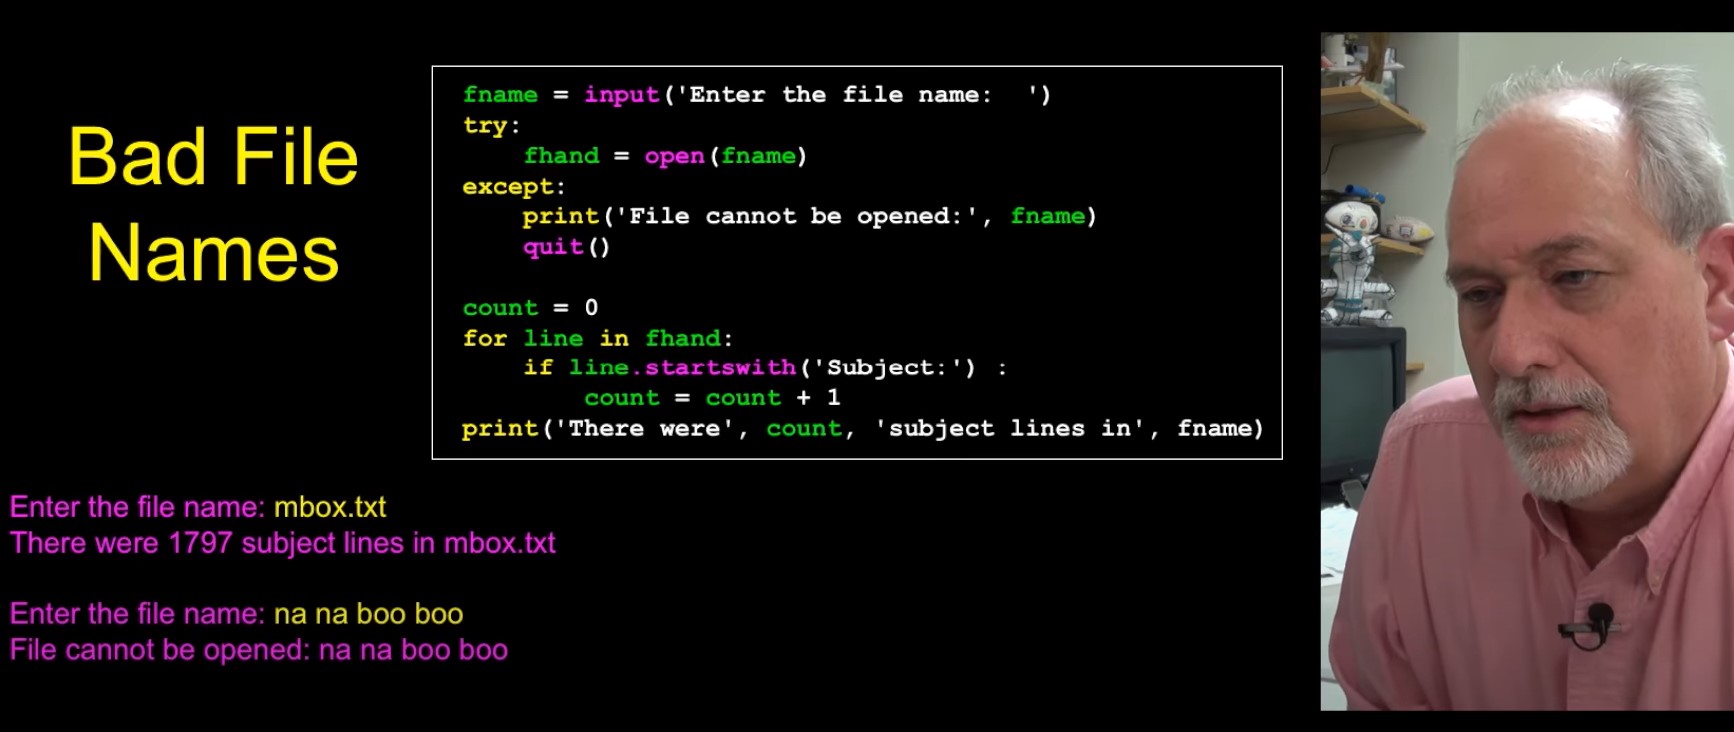 Bad File
Names
fname = input('Enter the file name:  ')
try:
    fhand = open(fname)
except:
    print('File cannot be opened:', fname)
    quit()
count = 0
for line in fhand:
    if line.startswith('Subject:') :
        count = count + 1
print('There were', count, 'subject lines in', fname)
Enter the file name: mbox.txt
There were 1797 subject lines in mbox.txt
Enter the file name: na na boo boo
File cannot be opened: na na boo boo